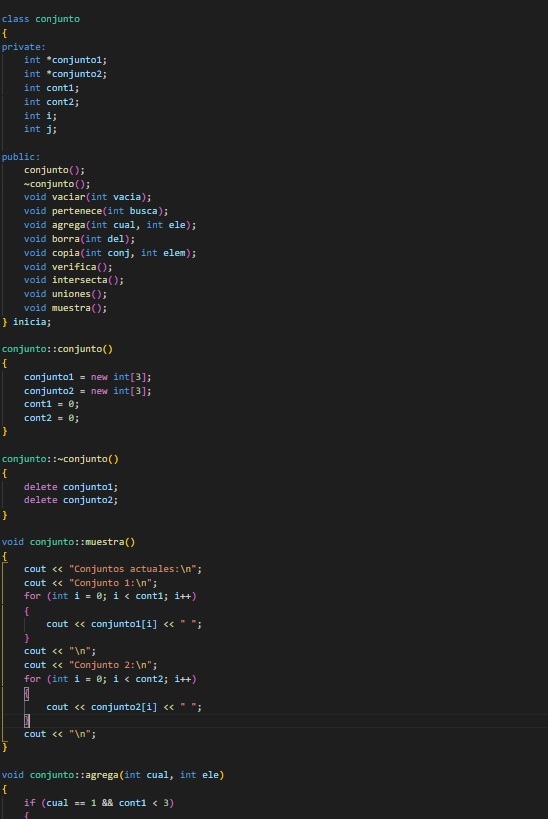 class conjunto
{
private:
    int *conjunto1;
    int *conjunto2;
    int cont1;
    int cont2;
    int i;
    int j;

public:
    conjunto();
    ~conjunto();
    void vaciar(int vacia);
    void pertenece(int busca);
    void agrega(int cual, int ele);
    void borra(int del);
    void copia(int conj, int elem);
    void verifica();
    void intersecta();
    void uniones();
    void muestra();
} inicia;

conjunto::conjunto()
{
    conjunto1 = new int[3];
    conjunto2 = new int[3];
    cont1 = 0;
    cont2 = 0;
}

conjunto::~conjunto()
{
    delete conjunto1;
    delete conjunto2;
}

void conjunto::muestra()
{
    cout << "Conjuntos actuales:\n";
    cout << "Conjunto 1:\n";
    for (int i = 0; i < cont1; i++)
    {
        cout << conjunto1[i] << " ";
    }
    cout << "\n";
    cout << "Conjunto 2:\n";
    for (int i = 0; i < cont2; i++)
    {
        cout << conjunto2[i] << " ";
    }
    cout << "\n";
}

void conjunto::agrega(int cual, int ele)
{
    if (cual == 1 && cont1 < 3)
    {